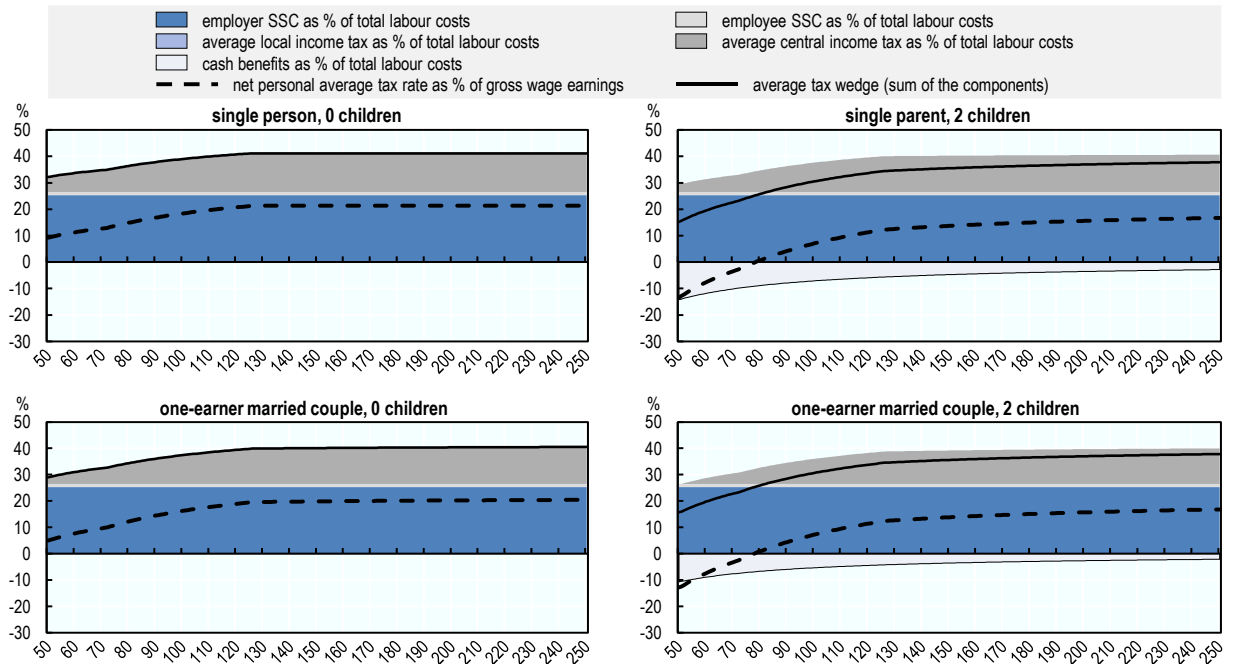 employer SSC as % of total labour costs
employee SSC as % of total labour costs
average local income tax as % of total labour costs
average central income tax as % of total labour costs
cash benefits as % of total labour costs
net personal average tax rate as % of gross wage earnings
average tax wedge (sum of the components)
%
single person, 0 children
50
40
30
20
10
0
-10
-20
-30
50 60 70 80 90 100 110 120 130 140 150 160 170 180 190 200 210 220 230 240 250
%
single parent, 2 children
50
40
30
20
10
0
-10
-20
-30
50 60 70 80 90 100 110 120 130 140 150 160 170 180 190 200 210 220 230 240 250
%
one-earner married couple, 0 children
50
40
30
20
10
0
-10
-20
-30
50 60 70 80 90 100 110 120 130 140 150 160 170 180 190 200 210 220 230 240 250
%
one-earner married couple, 2 children
50
40
30
20
10
0
-10
-20
-30
50 60 70 80 90 100 110 120 130 140 150 160 170 180 190 200 210 220 230 240 250